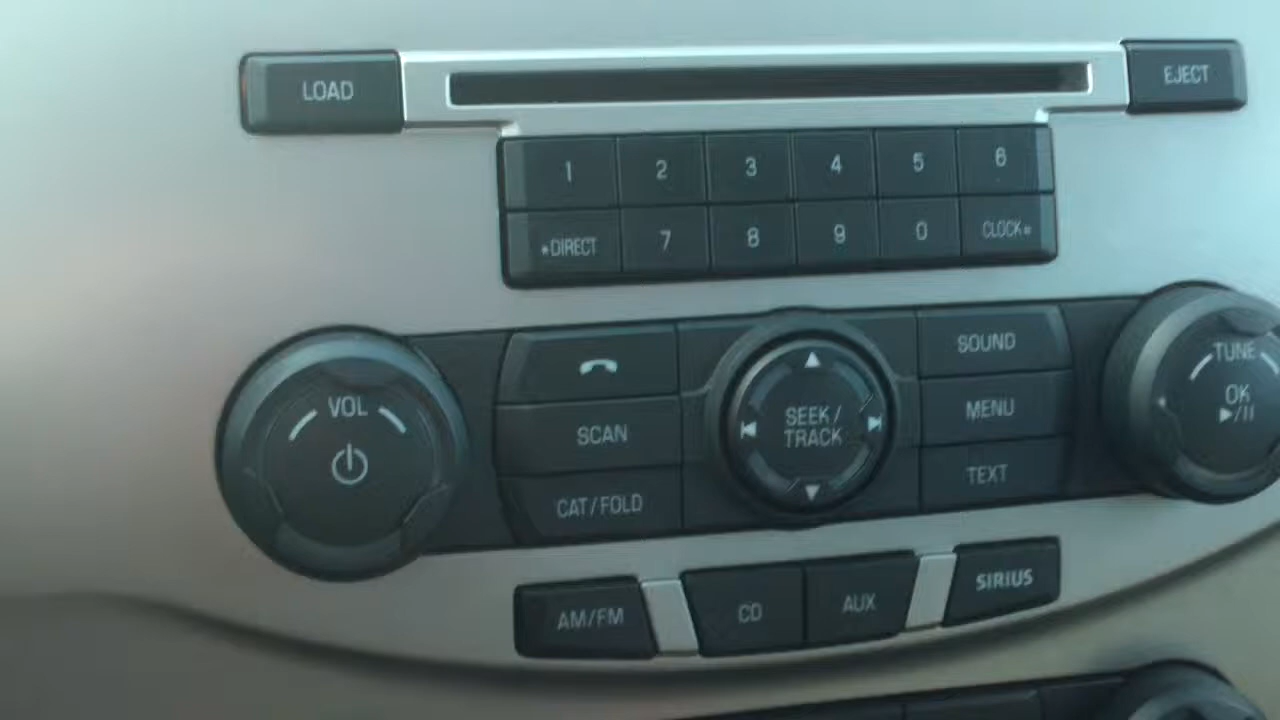 LOAD
EJECT
1 2 3 4 5 6
*DIRECT 7 8 9 0 CLOCK¤
VOL
SCAN
CAT/FOLD
SEEK/
TRACK
SOUND
MENU
TEXT
TUNE
OK
▶/II
AM/FM CD AUX SIRIUS